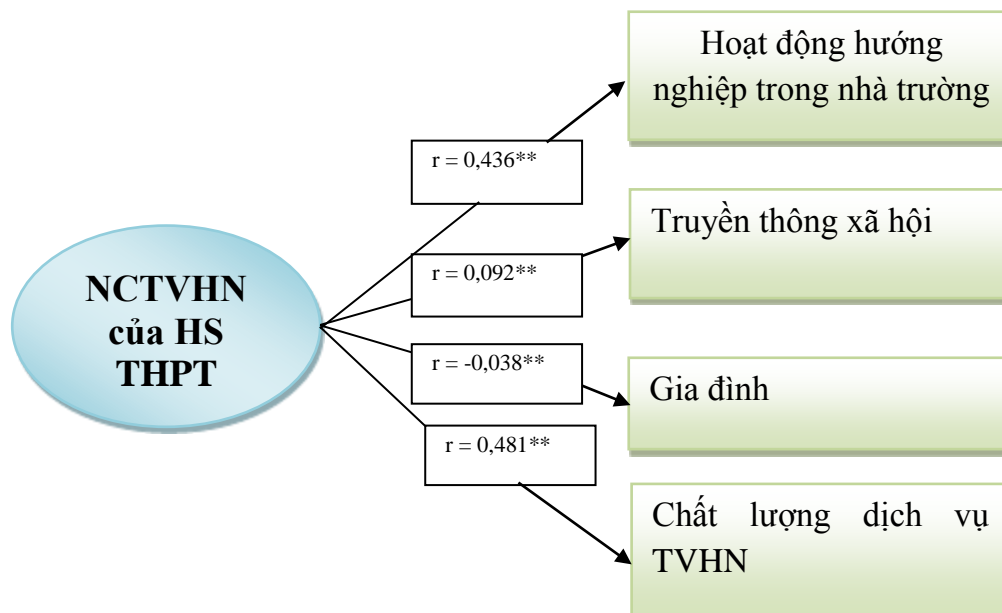 Hoạt động hướng
nghiệp trong nhà trường
r = 0,436**
Truyền thông xã hội
r = 0,092**
NCTVHN
của HS
THPT
r = -0,038**
Gia đình
r = 0,481**
Chất lượng dịch vụ
TVHN